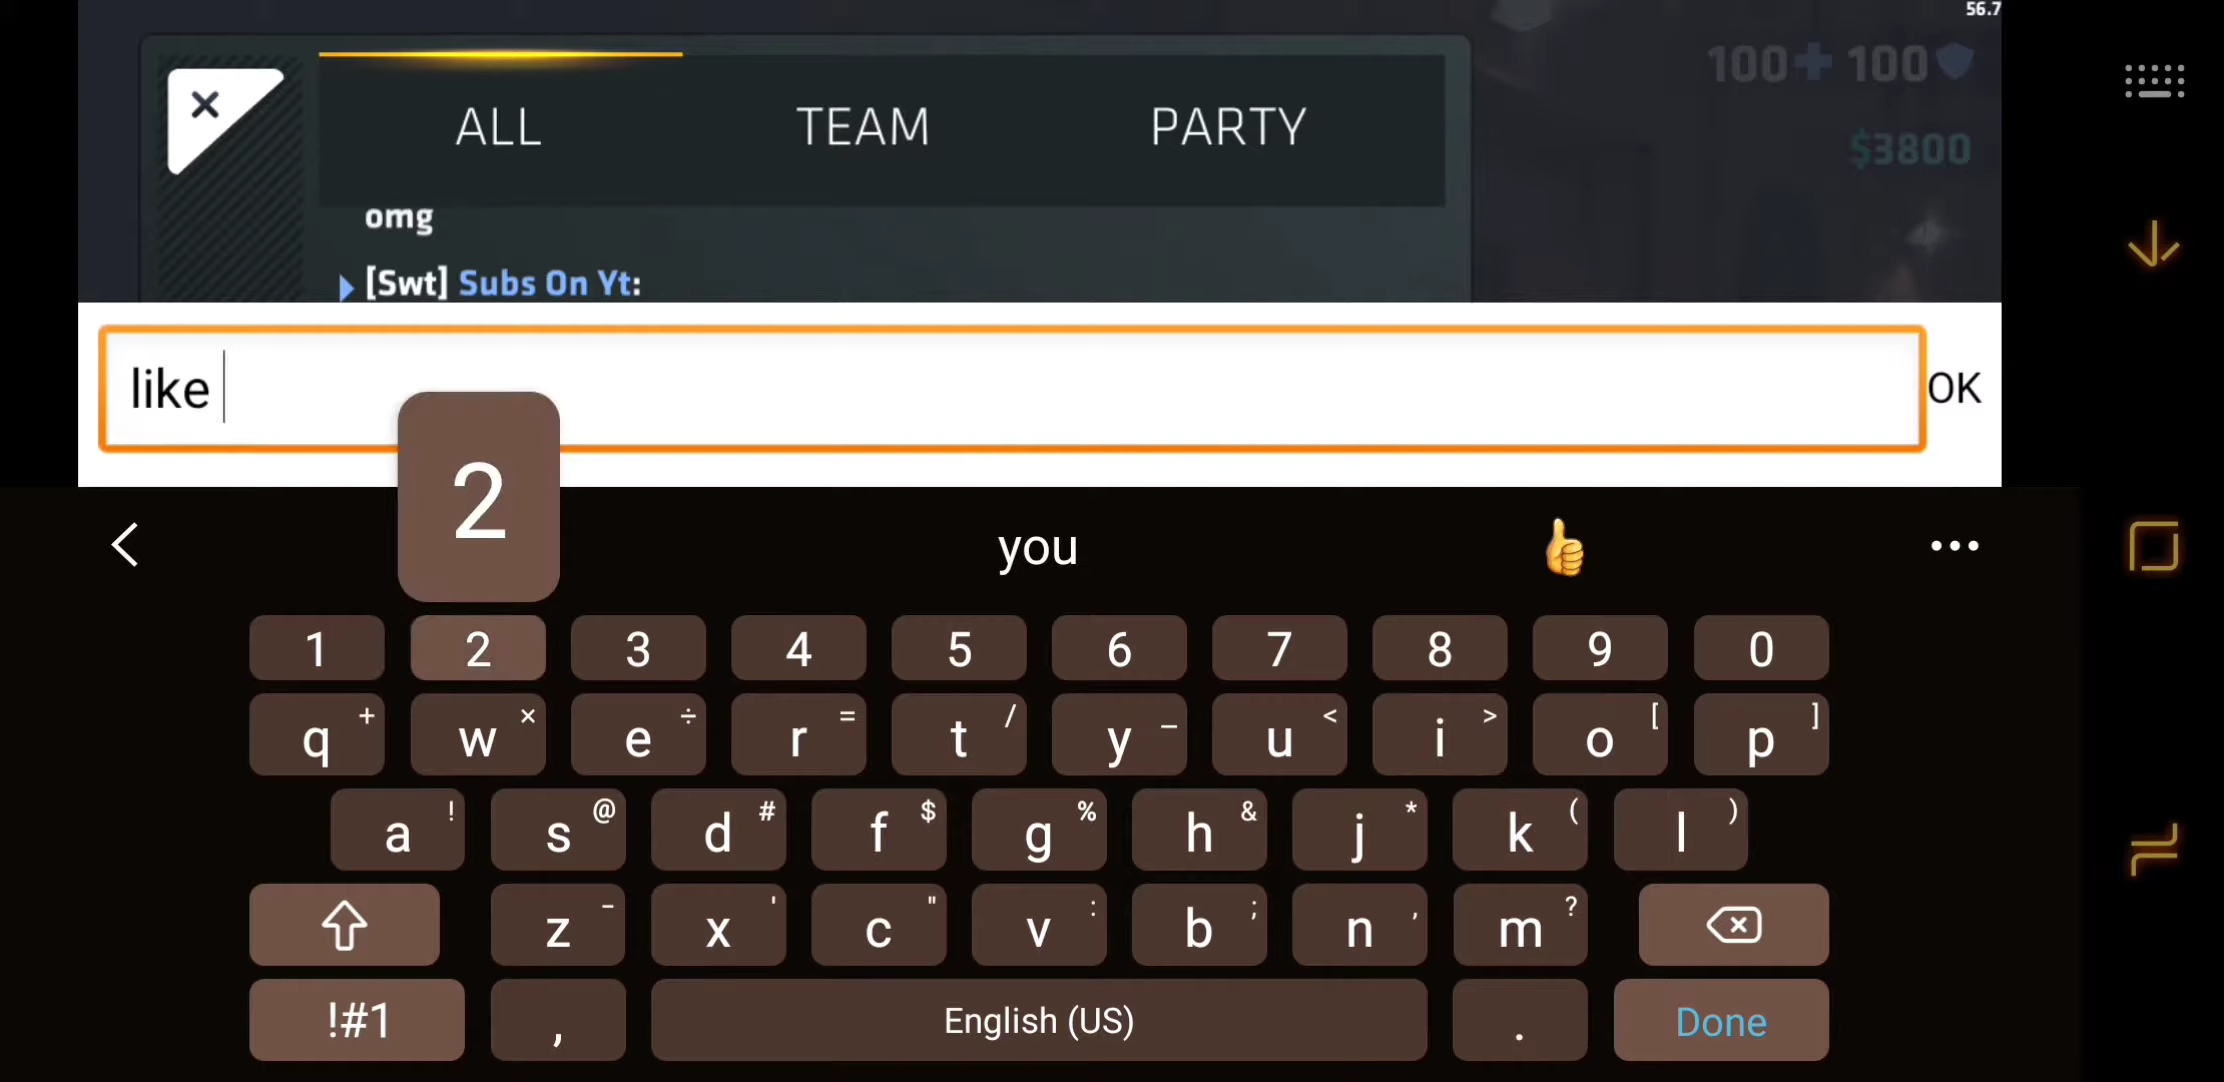 56.7
100 100
$3800
×
ALL TEAM PARTY
omg
[Swt] Subs On Yt:
like
OK
2
you
1 2 3 4 5 6 7 8 9 0
q + w × e ÷ r = t / y _ u < i > o [ p ]
a ! s @ d # f $ g % h & j * k ( l )
z - x ' c " v : b ; n , m ?
!#1 , English (US) . Done